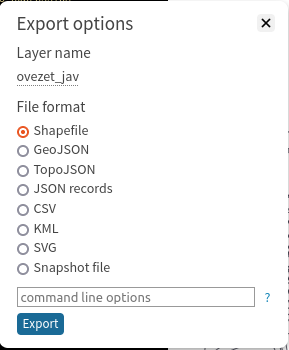 Export options
Layer name
ovezet_jav
File format
Shapefile
GeoJSON
TopoJSON
JSON records
CSV
KML
SVG
Snapshot file
command line options ?
Export